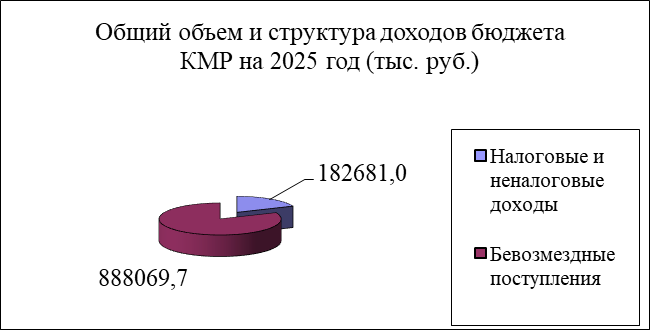 Общий объем и структура доходов бюджета
КМР на 2025 год (тыс. руб.)
182681,0
888069,7
Налоговые и
неналоговые
доходы
Бевозмездные
поступления